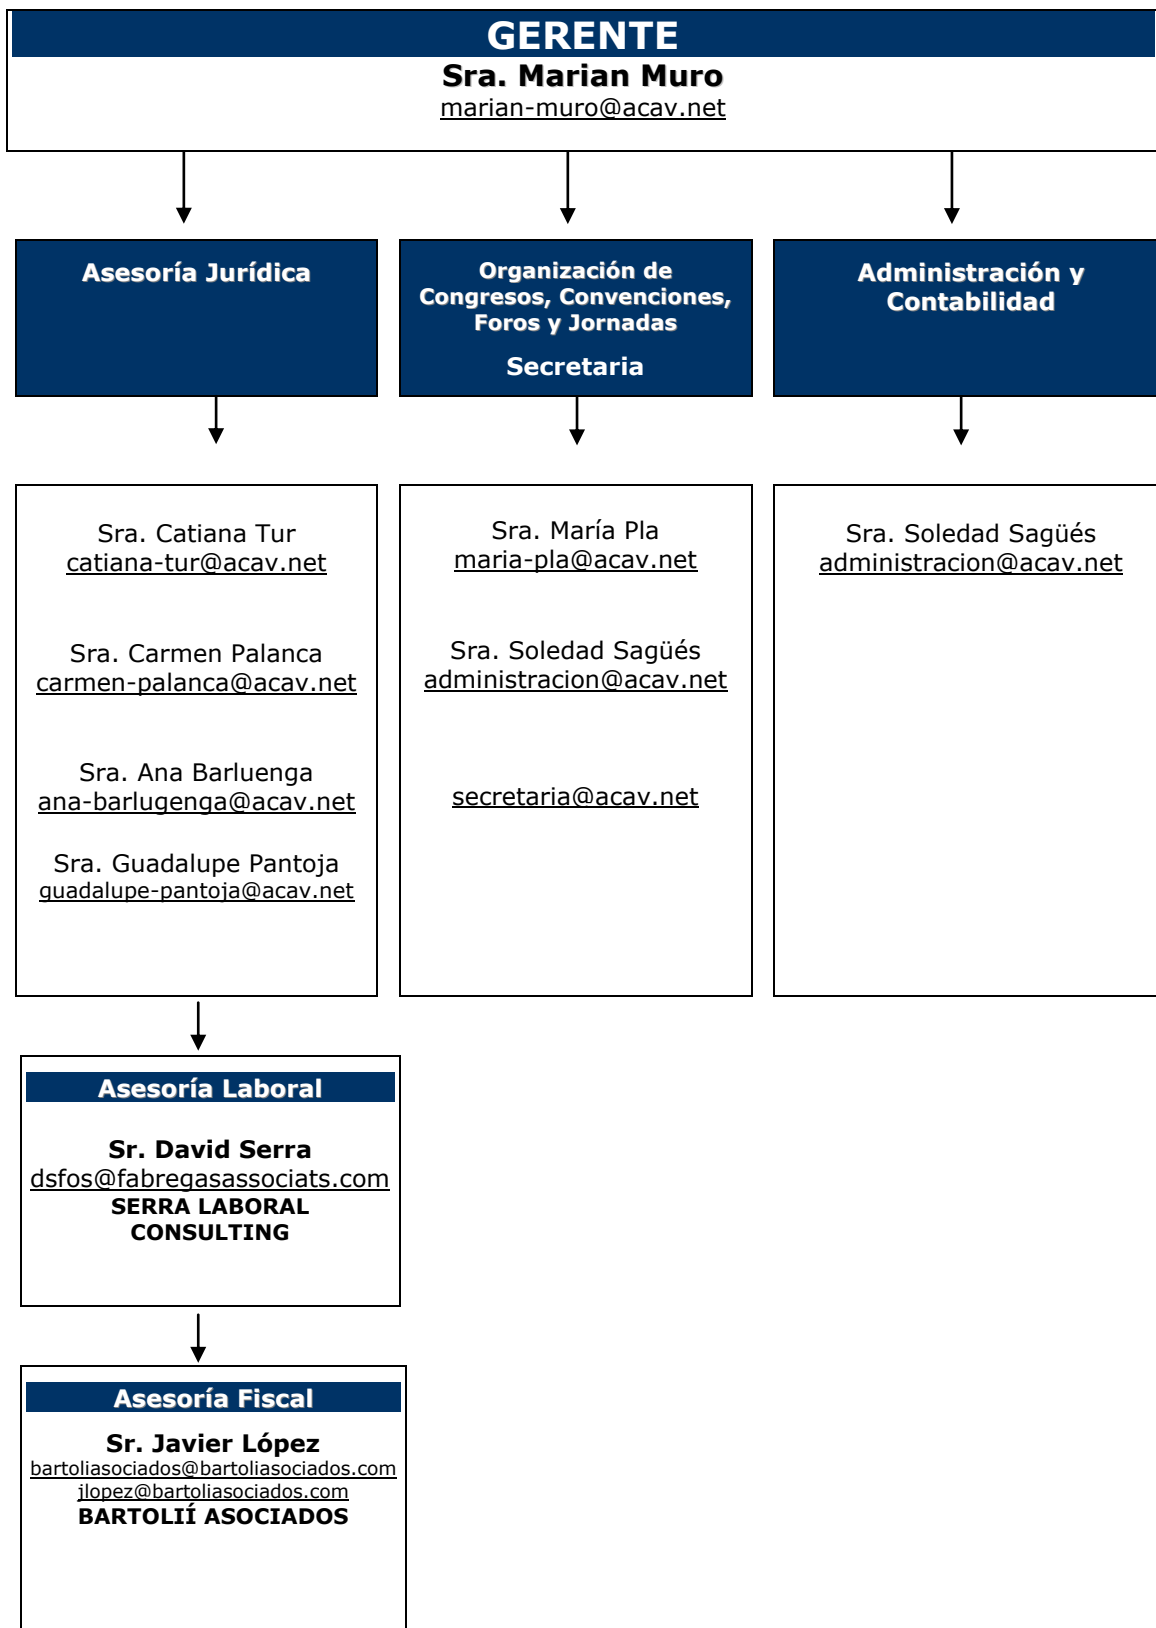 GERENTE
Sra. Marian Muro
marian-muro@acav.net
Asesoría Jurídica
Organización de
Congresos, Convenciones,
Foros y Jornadas
Secretaria
Administración y
Contabilidad
Sra. Catiana Tur
catiana-tur@acav.net
Sra. Carmen Palanca
carmen-palanca@acav.net
Sra. Ana Barluenga
ana-barlugenga@acav.net
Sra. Guadalupe Pantoja
guadalupe-pantoja@acav.net
Sra. María Pla
maria-pla@acav.net
Sra. Soledad Sagüés
administracion@acav.net
secretaria@acav.net
Sra. Soledad Sagüés
administracion@acav.net
Asesoría Laboral
Sr. David Serra
dsfos@fabregasassociats.com
SERRA LABORAL
CONSULTING
Asesoría Fiscal
Sr. Javier López
bartoliasociados@bartoliasociados.com
jlopez@bartoliasociados.com
BARTOLIÍ ASOCIADOS